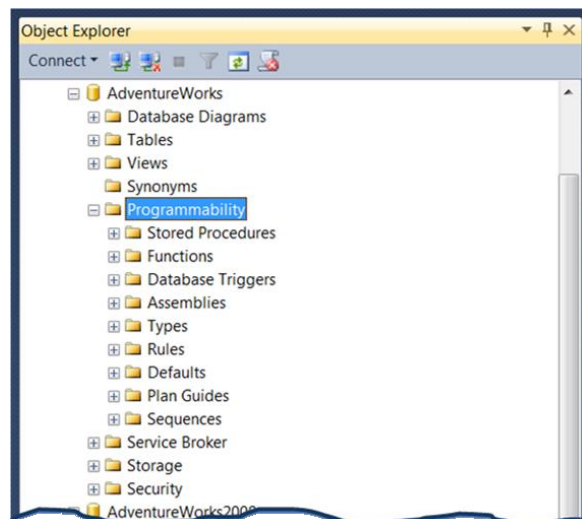 Object Explorer
Connect
AdventureWorks
Database Diagrams
Tables
Views
Synonyms
Programmability
Stored Procedures
Functions
Database Triggers
Assemblies
Types
Rules
Defaults
Plan Guides
Sequences
Service Broker
Storage
Security
AdventureWorks2008